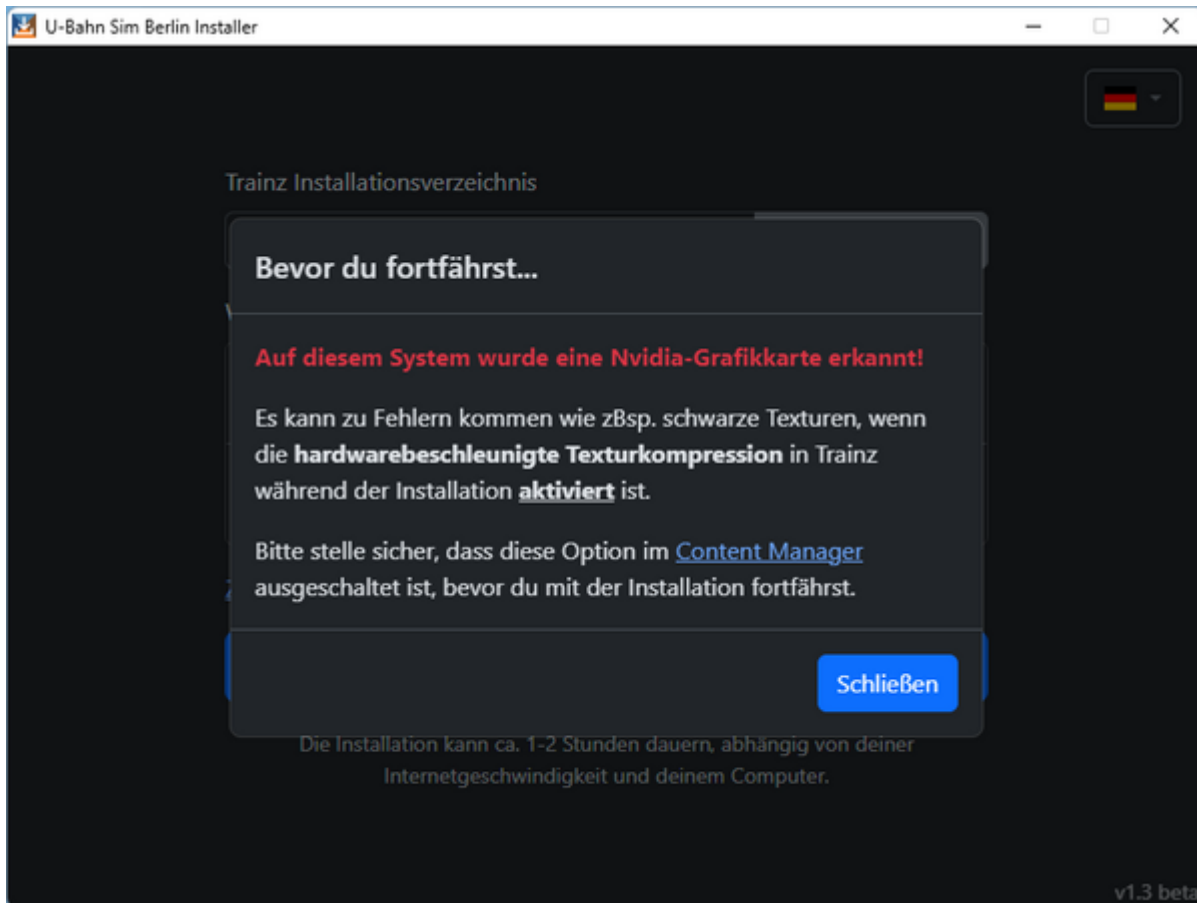 U-Bahn Sim Berlin Installer
Trainz Installationsverzeichnis
Bevor du fortfährst...
Auf diesem System wurde eine Nvidia-Grafikkarte erkannt!
Es kann zu Fehlern kommen wie zBsp. schwarze Texturen, wenn
die hardwarebeschleunigte Texturkompression in Trainz
während der Installation aktiviert ist.
Bitte stelle sicher, dass diese Option im Content Manager
ausgeschaltet ist, bevor du mit der Installation fortfährst.
Schließen
Die Installation kann ca. 1-2 Stunden dauern, abhängig von deiner
Internetgeschwindigkeit und deinem Computer.
v1.3 beta